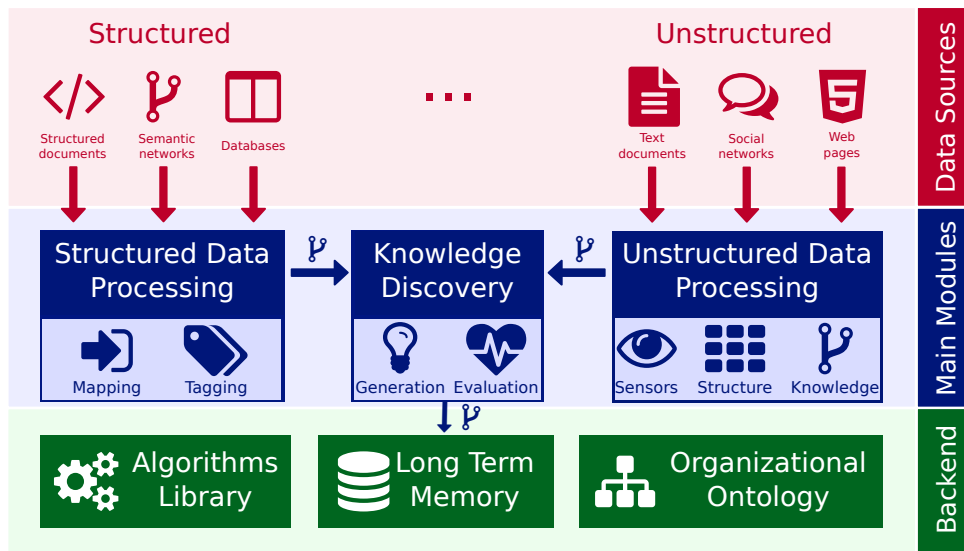 Structured
Unstructured
...
Structured
documents
Semantic
networks
Databases
Text
documents
Social
networks
Web
pages
Data Sources
Structured Data
Processing
Knowledge
Discovery
Unstructured Data
Processing
Mapping
Tagging
Generation
Evaluation
Sensors
Structure
Knowledge
Main Modules
Algorithms
Library
Long Term
Memory
Organizational
Ontology
Backend